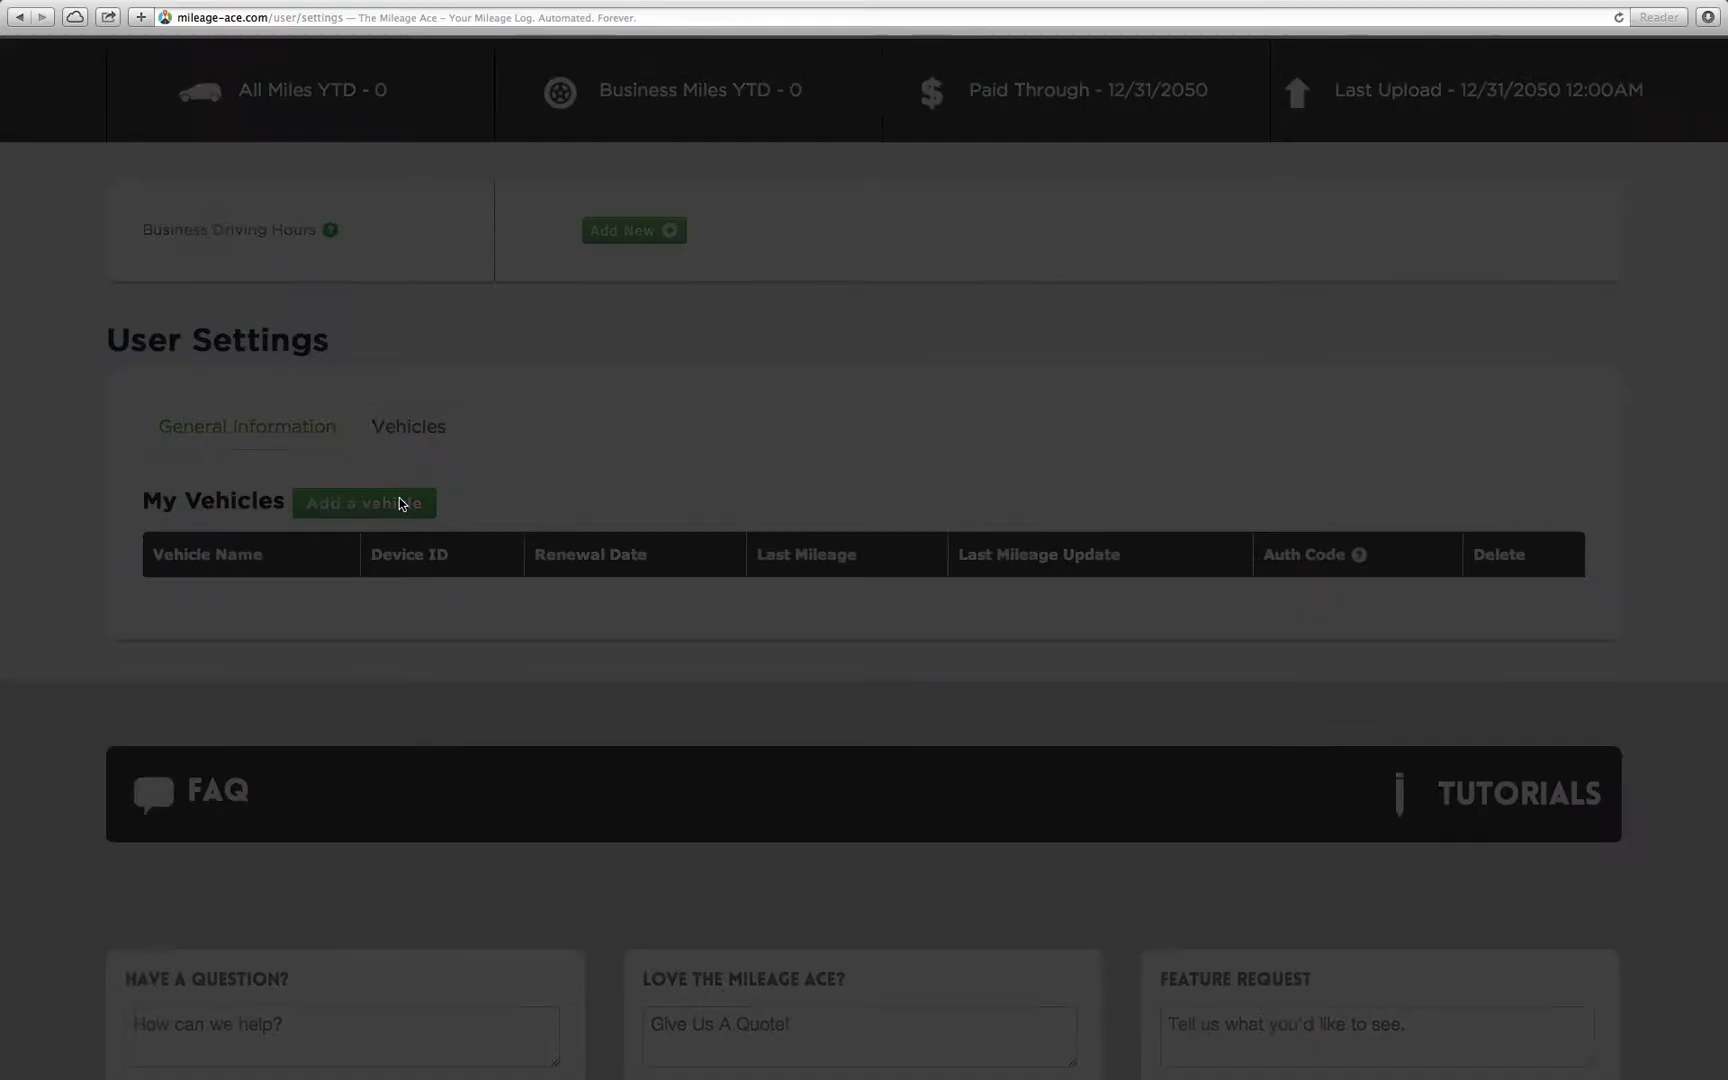 mileage-ace.com/user/settings — The Mileage Ace – Your Mileage Log. Automated. Forever.
Reader
All Miles YTD - 0
Business Miles YTD - 0
Paid Through - 12/31/2050
Last Upload - 12/31/2050 12:00AM
Business Driving Hours ?
Add New
User Settings
General Information
Vehicles
My Vehicles
Add a vehicle
Vehicle Name
Device ID
Renewal Date
Last Mileage
Last Mileage Update
Auth Code ?
Delete
FAQ
TUTORIALS
HAVE A QUESTION?
How can we help?
LOVE THE MILEAGE ACE?
Give Us A Quote!
FEATURE REQUEST
Tell us what you'd like to see.